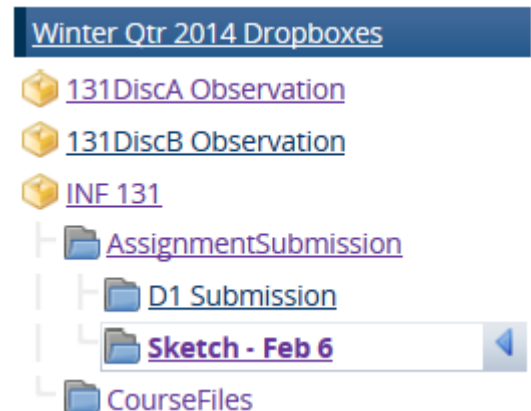 Winter Qtr 2014 Dropboxes
131DiscA Observation
131DiscB Observation
INF 131
AssignmentSubmission
D1 Submission
Sketch - Feb 6
CourseFiles